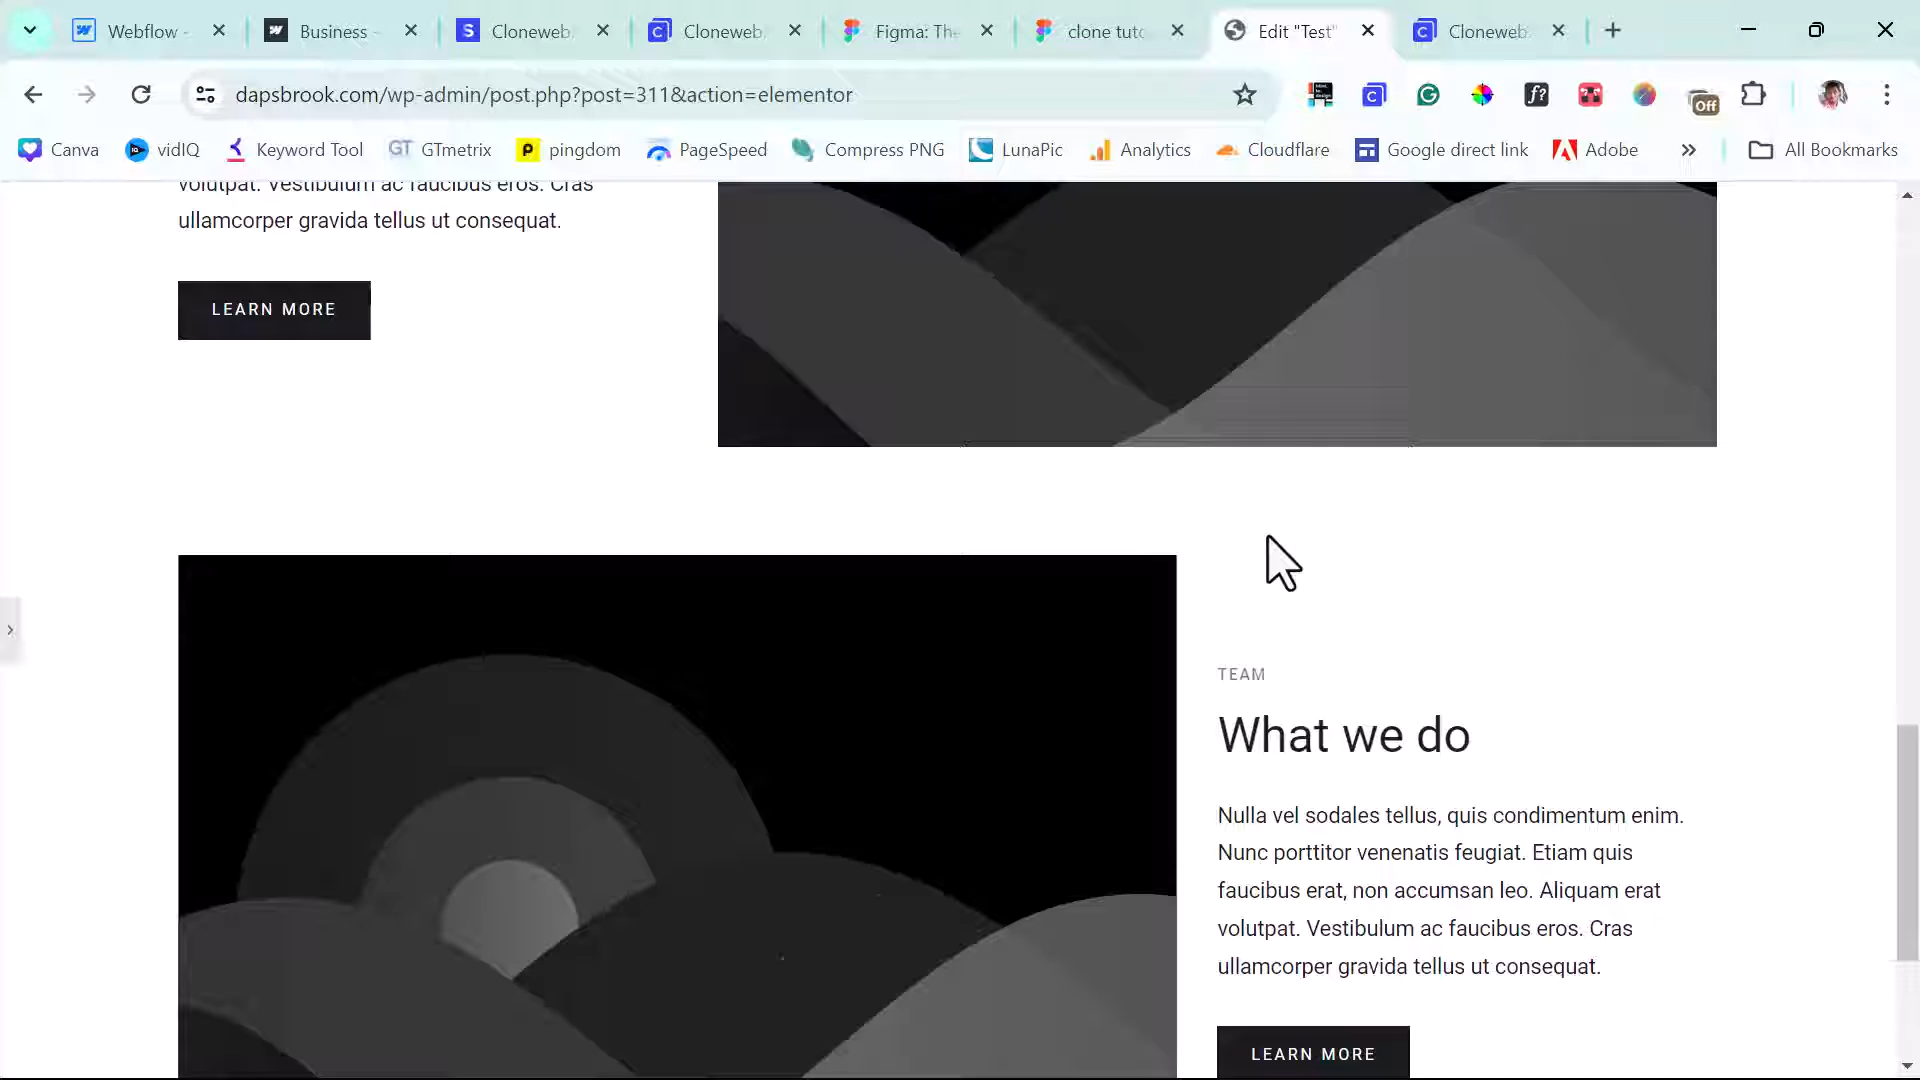 Webflow -
Business -
Cloneweb
Cloneweb
Figma: The
clone tuto
Edit "Test"
Cloneweb
dapsbrook.com/wp-admin/post.php?post=311&action=elementor
Off
Canva
vidIQ
Keyword Tool
GT GTmetrix
pingdom
PageSpeed
Compress PNG
LunaPic
Analytics
Cloudflare
Google direct link
Adobe
All Bookmarks
volutpat. Vestibulum ac faucibus eros. Cras
ullamcorper gravida tellus ut consequat.
LEARN MORE
TEAM
What we do
Nulla vel sodales tellus, quis condimentum enim.
Nunc porttitor venenatis feugiat. Etiam quis
faucibus erat, non accumsan leo. Aliquam erat
volutpat. Vestibulum ac faucibus eros. Cras
ullamcorper gravida tellus ut consequat.
LEARN MORE